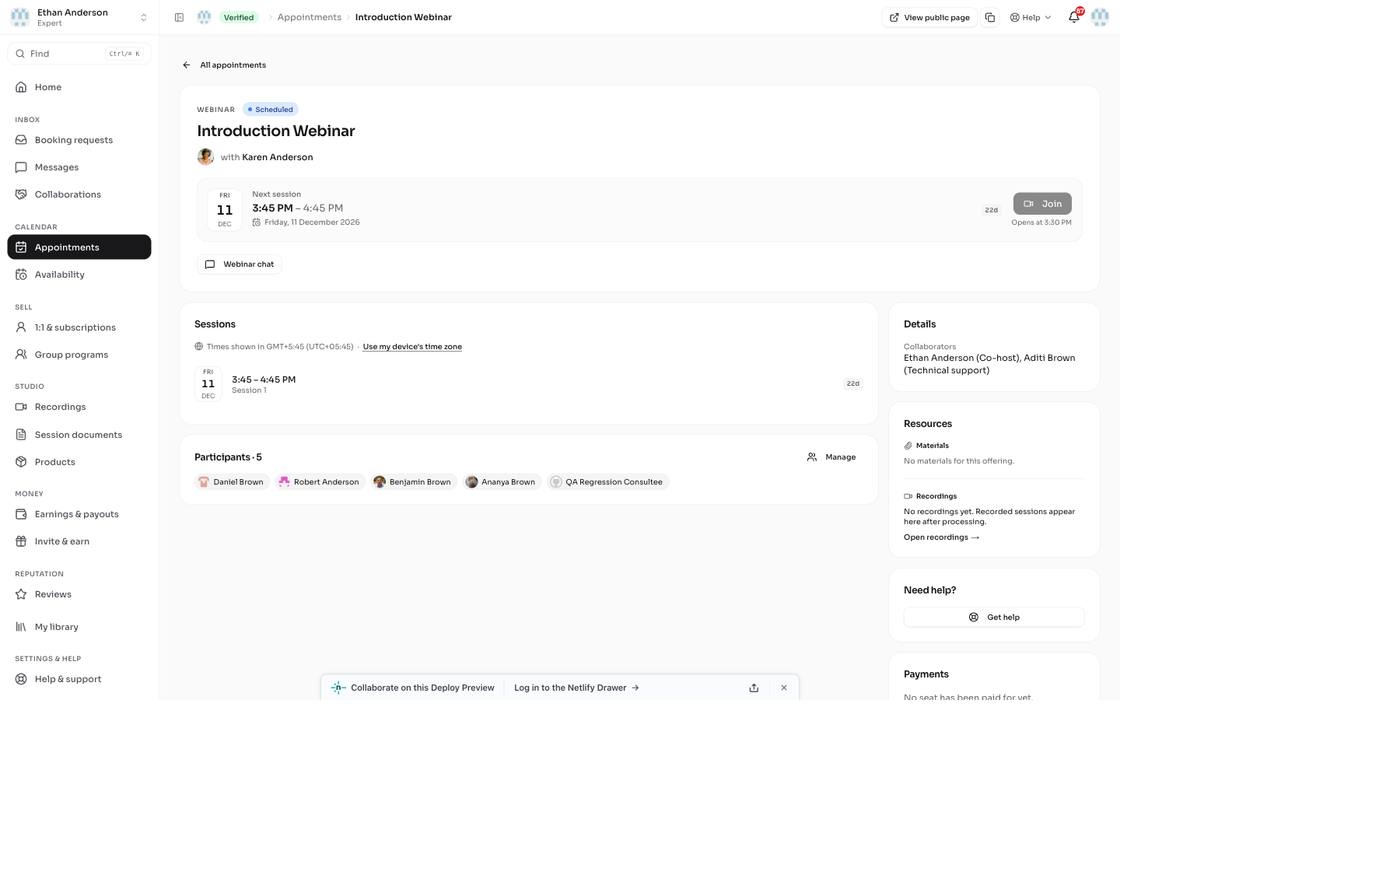 Ethan Anderson
Expert
Find
Ctrl/⌘ K
Home
INBOX
Booking requests
Messages
Collaborations
CALENDAR
Appointments
Availability
SELL
1:1 & subscriptions
Group programs
STUDIO
Recordings
Session documents
Products
MONEY
Earnings & payouts
Invite & earn
REPUTATION
Reviews
My library
SETTINGS & HELP
Help & support
Verified
Appointments
Introduction Webinar
View public page
Help
All appointments
WEBINAR
Scheduled
Introduction Webinar
with Karen Anderson
FRI
11
DEC
Next session
3:45 PM – 4:45 PM
Friday, 11 December 2026
22d
Join
Opens at 3:30 PM
Webinar chat
Sessions
Times shown in GMT+5:45 (UTC+05:45) · Use my device's time zone
FRI
11
DEC
3:45 – 4:45 PM
Session 1
22d
Participants · 5
Manage
Daniel Brown
Robert Anderson
Benjamin Brown
Ananya Brown
QA Regression Consultee
Details
Collaborators
Ethan Anderson (Co-host), Aditi Brown
(Technical support)
Resources
Materials
No materials for this offering.
Recordings
No recordings yet. Recorded sessions appear
here after processing.
Open recordings →
Need help?
Get help
Payments
No seat has been paid for yet.
Collaborate on this Deploy Preview
Log in to the Netlify Drawer →